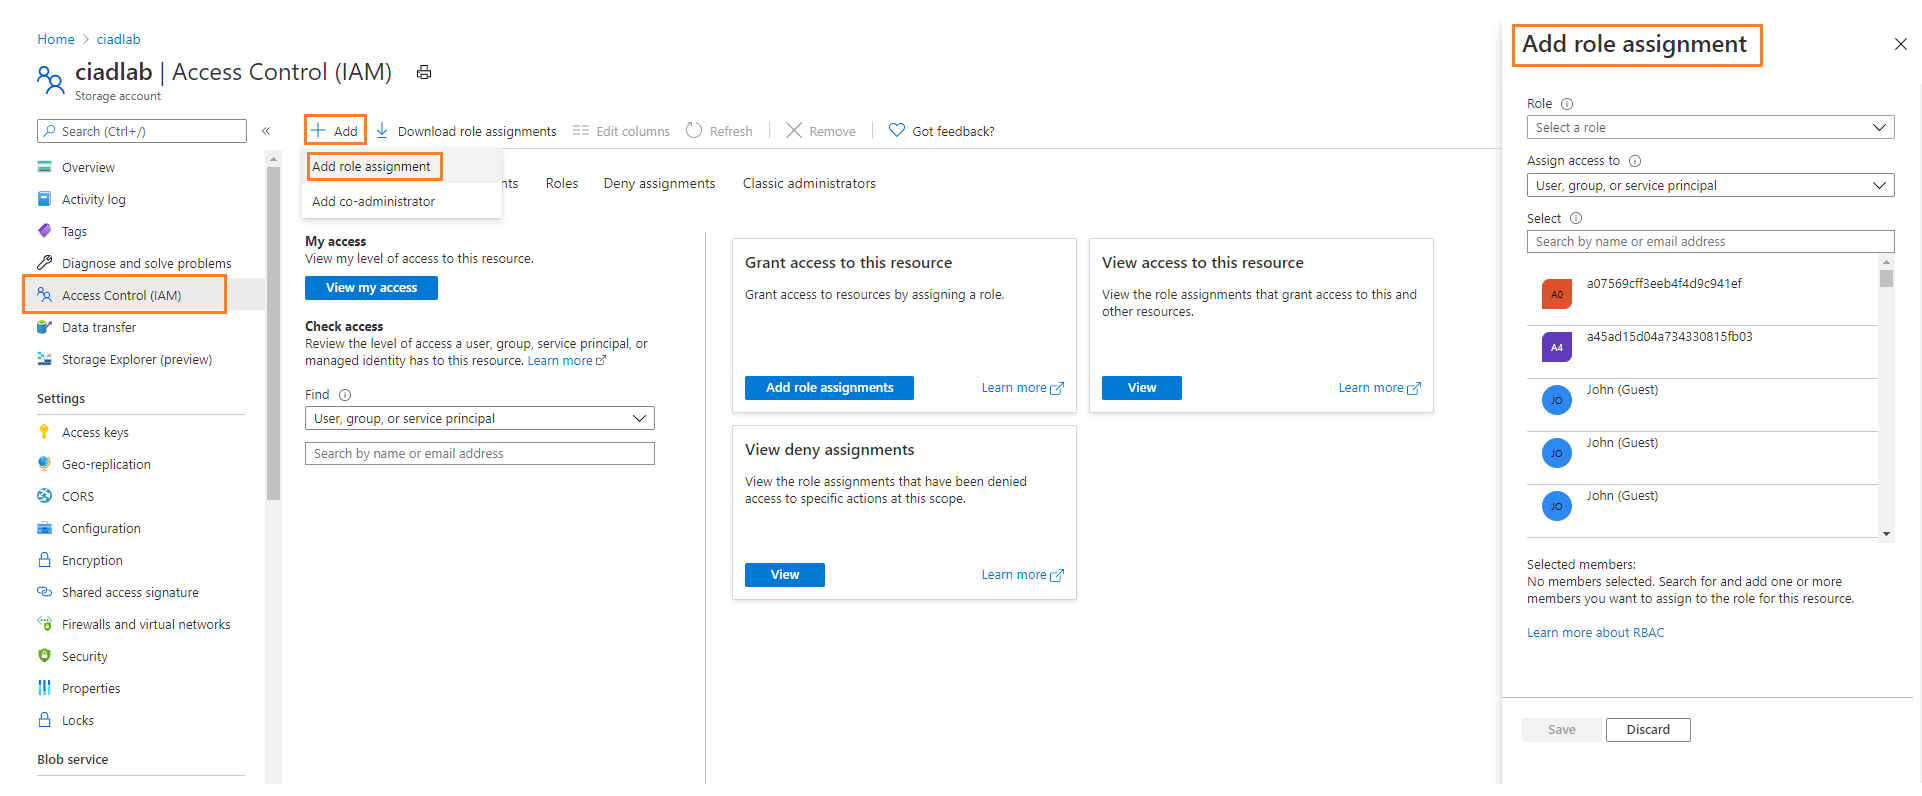 Home > ciadlab
ciadlab | Access Control (IAM)
Storage account
Search (Ctrl+/)
«
Overview
Activity log
Tags
Diagnose and solve problems
Access Control (IAM)
Data transfer
Storage Explorer (preview)
Settings
Access keys
Geo-replication
CORS
Configuration
Encryption
Shared access signature
Firewalls and virtual networks
Security
Properties
Locks
Blob service
Add
Download role assignments
Edit columns
Refresh
Remove
Got feedback?
Add role assignment
Add co-administrator
nts
Roles
Deny assignments
Classic administrators
My access
View my level of access to this resource.
View my access
Check access
Review the level of access a user, group, service principal, or
managed identity has to this resource. Learn more
Find
User, group, or service principal
Search by name or email address
Grant access to this resource
Grant access to resources by assigning a role.
Add role assignments
Learn more
View access to this resource
View the role assignments that grant access to this and
other resources.
View
Learn more
View deny assignments
View the role assignments that have been denied
access to specific actions at this scope.
View
Learn more
Add role assignment
Role
Select a role
Assign access to
User, group, or service principal
Select
Search by name or email address
A0
a07569cff3eeb4f4d9c941ef
A4
a45ad15d04a734330815fb03
JO
John (Guest)
JO
John (Guest)
JO
John (Guest)
Selected members:
No members selected. Search for and add one or more
members you want to assign to the role for this resource.
Learn more about RBAC
Save
Discard